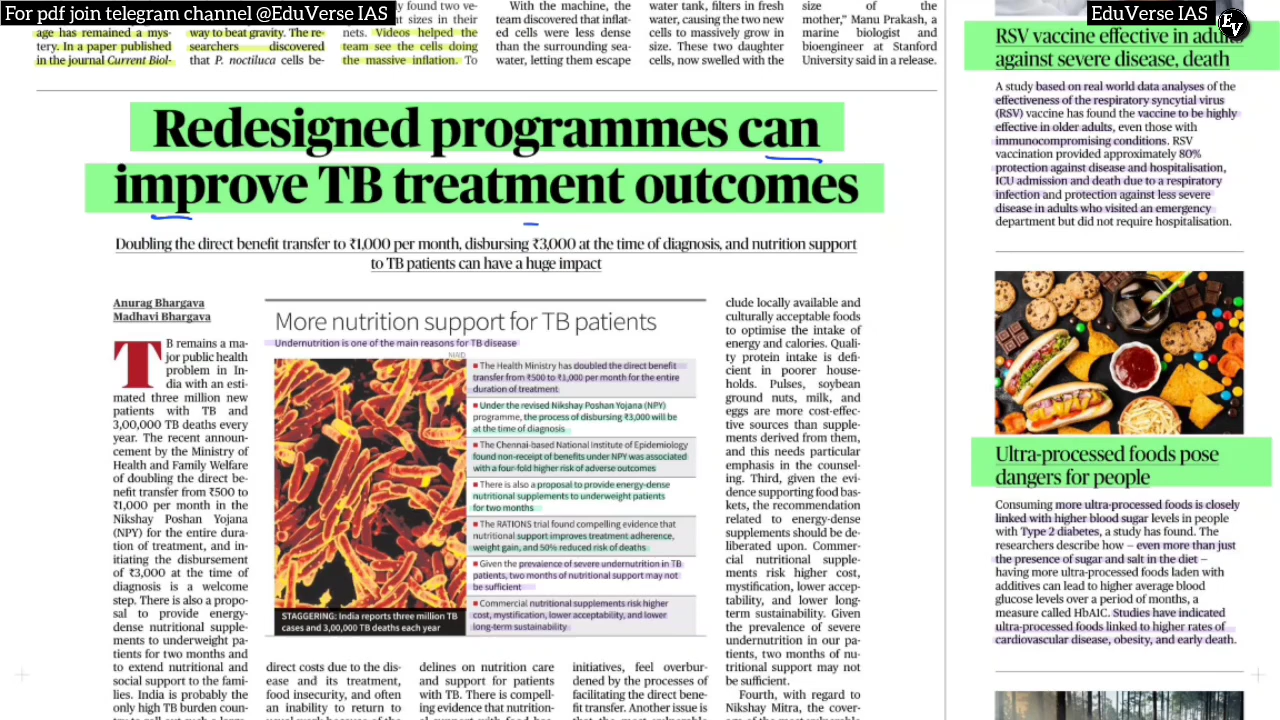 For pdf join telegram channel @EduVerse IAS
EduVerse IAS
EV
age has remained a mys-
tery. In a paper published
in the journal Current Biol-
way to beat gravity. The re-
searchers discovered
that P. noctiluca cells be-
ly found two ve-
nt sizes in their
nets. Videos helped the
team see the cells doing
the massive inflation. To
With the machine, the
team discovered that inflat-
ed cells were less dense
than the surrounding sea-
water, letting them escape
water tank, filters in fresh
water, causing the two new
cells to massively grow in
size. These two daughter
cells, now swelled with the
size of the
mother,” Manu Prakash, a
marine biologist and
bioengineer at Stanford
University said in a release.
Redesigned programmes can
improve TB treatment outcomes
Doubling the direct benefit transfer to ₹1,000 per month, disbursing ₹3,000 at the time of diagnosis, and nutrition support
to TB patients can have a huge impact
Anurag Bhargava
Madhavi Bhargava
TB remains a ma-
jor public health
problem in In-
dia with an esti-
mated three million new
patients with TB and
3,00,000 TB deaths every
year. The recent announ-
cement by the Ministry of
Health and Family Welfare
of doubling the direct be-
nefit transfer from ₹500 to
₹1,000 per month in the
Nikshay Poshan Yojana
(NPY) for the entire dura-
tion of treatment, and in-
itiating the disbursement
of ₹3,000 at the time of
diagnosis is a welcome
step. There is also a propo-
sal to provide energy-
dense nutritional supple-
ments to underweight pa-
tients for two months and
to extend nutritional and
social support to the fami-
lies. India is probably the
only high TB burden coun-
More nutrition support for TB patients
Undernutrition is one of the main reasons for TB disease
NIAID
■ The Health Ministry has doubled the direct benefit
transfer from ₹500 to ₹1,000 per month for the entire
duration of treatment
■ Under the revised Nikshay Poshan Yojana (NPY)
programme, the process of disbursing ₹3,000 will be
at the time of diagnosis
■ The Chennai-based National Institute of Epidemiology
found non-receipt of benefits under NPY was associated
with a four-fold higher risk of adverse outcomes
■ There is also a proposal to provide energy-dense
nutritional supplements to underweight patients
for two months
■ The RATIONS trial found compelling evidence that
nutritional support improves treatment adherence,
weight gain, and 50% reduced risk of deaths
■ Given the prevalence of severe undernutrition in TB
patients, two months of nutritional support may not
be sufficient
■ Commercial nutritional supplements risk higher
cost, mystification, lower acceptability, and lower
long-term sustainability
STAGGERING: India reports three million TB
cases and 3,00,000 TB deaths each year
direct costs due to the dis-
ease and its treatment,
food insecurity, and often
an inability to return to
delines on nutrition care
and support for patients
with TB. There is compell-
initiatives, feel overbur-
dened by the processes of
facilitating the direct bene-
fit transfer. Another issue is
clude locally available and
culturally acceptable foods
to optimise the intake of
energy and calories. Quali-
ty protein intake is defi-
cient in poorer house-
holds. Pulses, soybean
ground nuts, milk, and
eggs are more cost-effec-
tive sources than supple-
ments derived from them,
and this needs particular
emphasis in the counsel-
ling. Third, given the evi-
dence supporting food bas-
kets, the recommendation
related to energy-dense
supplements should be de-
liberated upon. Commer-
cial nutritional supple-
ments risk higher cost,
mystification, lower accep-
tability, and lower long-
term sustainability. Given
the prevalence of severe
undernutrition in our pa-
tients, two months of nu-
tritional support may not
be sufficient.
Fourth, with regard to
Nikshay Mitra, the cover-
RSV vaccine effective in adults
against severe disease, death
A study based on real world data analyses of the
effectiveness of the respiratory syncytial virus
(RSV) vaccine has found the vaccine to be highly
effective in older adults, even those with
immunocompromising conditions. RSV
vaccination provided approximately 80%
protection against disease and hospitalisation,
ICU admission and death due to a respiratory
infection and protection against less severe
disease in adults who visited an emergency
department but did not require hospitalisation.
Ultra-processed foods pose
dangers for people
Consuming more ultra-processed foods is closely
linked with higher blood sugar levels in people
with Type 2 diabetes, a study has found. The
researchers describe how — even more than just
the presence of sugar and salt in the diet —
having more ultra-processed foods laden with
additives can lead to higher average blood
glucose levels over a period of months, a
measure called HbAIC. Studies have indicated
ultra-processed foods linked to higher rates of
cardiovascular disease, obesity, and early death.